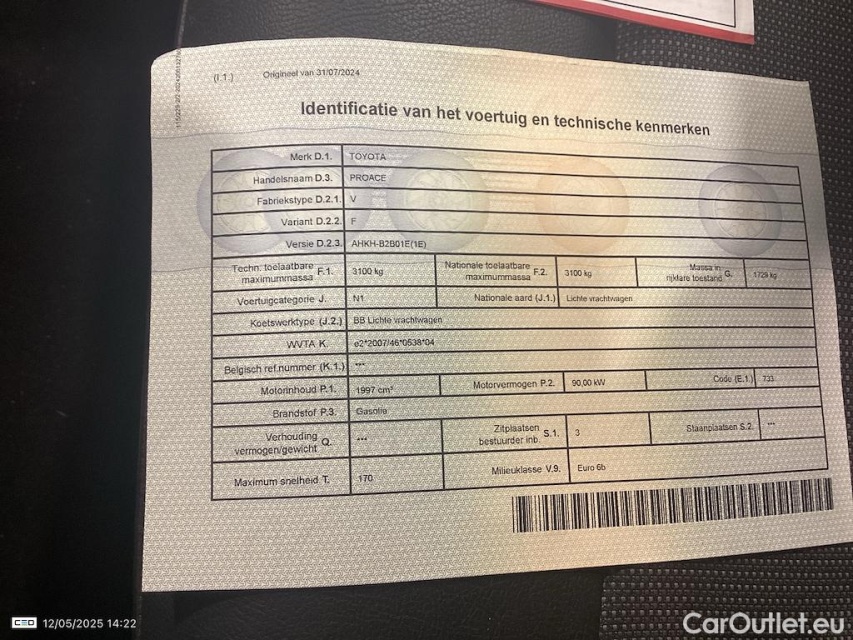 (I.1.) Origineel van 31/07/2024
Identificatie van het voertuig en technische kenmerken
Merk D.1. TOYOTA
Handelsnaam D.3. PROACE
Fabriekstype D.2.1. V
Variant D.2.2. F
Versie D.2.3. AHKH-B2B01E(1E)
Techn. toelaatbare maximummassa F.1. 3100 kg Nationale toelaatbare maximummassa F.2. 3100 kg Massa in rijklare toestand G. 1729 kg
Voertuigcategorie J. N1 Nationale aard (J.1.) Lichte vrachtwagen
Koetswerktype (J.2.) BB Lichte vrachtwagen
WVTA K. e2*2007/46*0538*04
Belgisch ref.nummer (K.1.) ***
Motorinhoud P.1. 1997 cm³ Motorvermogen P.2. 90,00 kW Code (E.1.) 733
Brandstof P.3. Gasolie
Verhouding vermogen/gewicht Q. *** Zitplaatsen bestuurder inb. S.1. 3 Staanplaatsen S.2. ***
Maximum snelheid T. 170 Milieuklasse V.9. Euro 6b
CED 12/05/2025 14:22
CarOutlet.eu